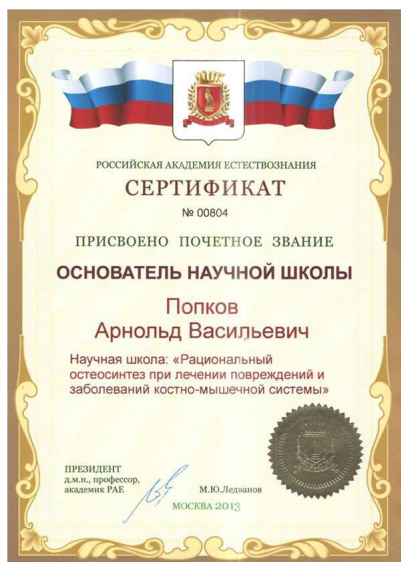 РОССИЙСКАЯ АКАДЕМИЯ ЕСТЕСТВОЗНАНИЯ
СЕРТИФИКАТ
№ 00804
ПРИСВОЕНО ПОЧЕТНОЕ ЗВАНИЕ
ОСНОВАТЕЛЬ НАУЧНОЙ ШКОЛЫ
Попков
Арнольд Васильевич
Научная школа: «Рациональный
остеосинтез при лечении повреждений и
заболеваний костно-мышечной системы»
ПРЕЗИДЕНТ
д.м.н., профессор,
академик РАЕ М.Ю.Ледванов
МОСКВА 2013